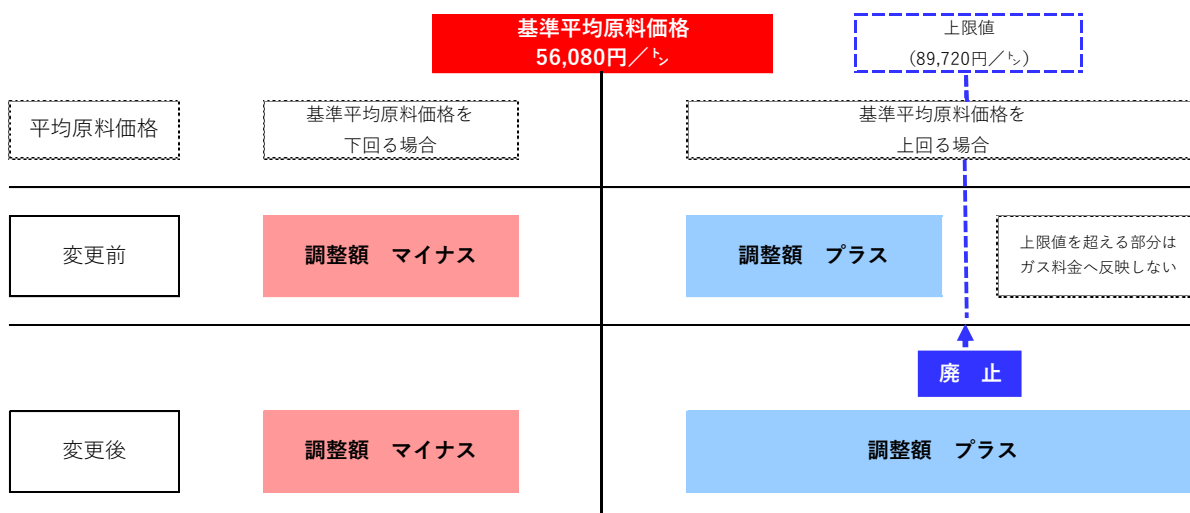 基準平均原料価格
56,080円／㌧
上限値
(89,720円／㌧)
平均原料価格
基準平均原料価格を
下回る場合
基準平均原料価格を
上回る場合
変更前
調整額　マイナス
調整額　プラス
上限値を超える部分は
ガス料金へ反映しない
廃　止
変更後
調整額　マイナス
調整額　プラス